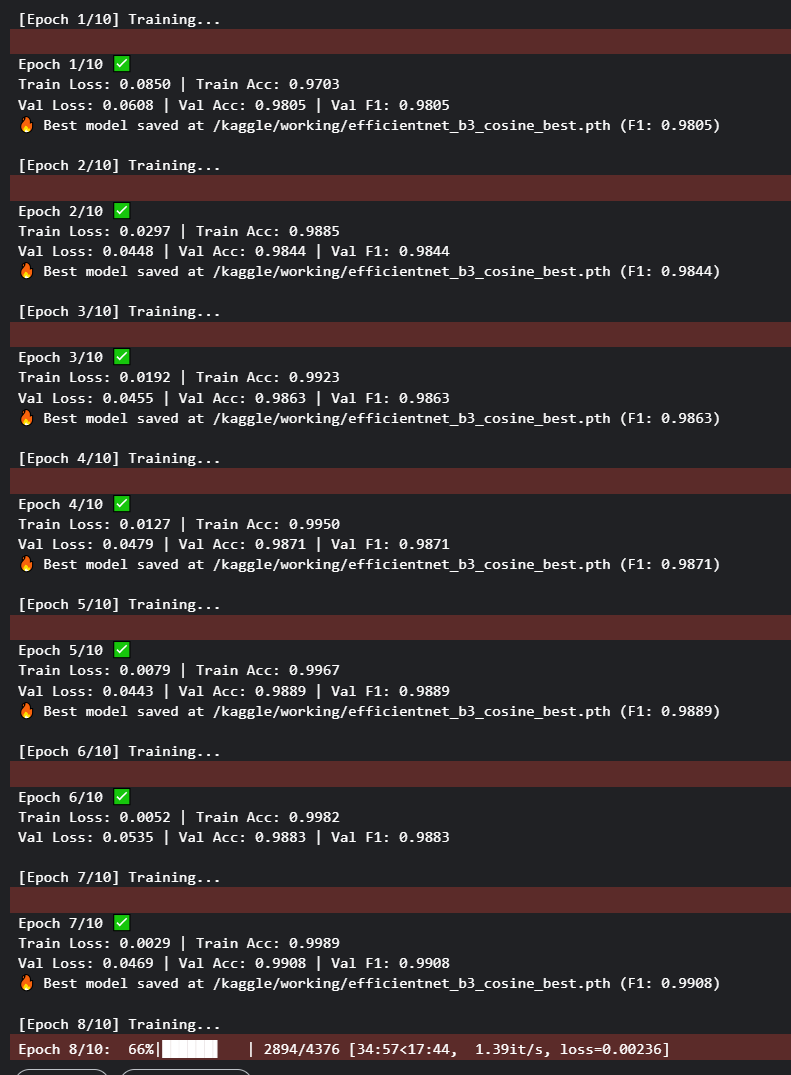 [Epoch 1/10] Training...
Epoch 1/10 ✅
Train Loss: 0.0850 | Train Acc: 0.9703
Val Loss: 0.0608 | Val Acc: 0.9805 | Val F1: 0.9805
🔥 Best model saved at /kaggle/working/efficientnet_b3_cosine_best.pth (F1: 0.9805)
[Epoch 2/10] Training...
Epoch 2/10 ✅
Train Loss: 0.0297 | Train Acc: 0.9885
Val Loss: 0.0448 | Val Acc: 0.9844 | Val F1: 0.9844
🔥 Best model saved at /kaggle/working/efficientnet_b3_cosine_best.pth (F1: 0.9844)
[Epoch 3/10] Training...
Epoch 3/10 ✅
Train Loss: 0.0192 | Train Acc: 0.9923
Val Loss: 0.0455 | Val Acc: 0.9863 | Val F1: 0.9863
🔥 Best model saved at /kaggle/working/efficientnet_b3_cosine_best.pth (F1: 0.9863)
[Epoch 4/10] Training...
Epoch 4/10 ✅
Train Loss: 0.0127 | Train Acc: 0.9950
Val Loss: 0.0479 | Val Acc: 0.9871 | Val F1: 0.9871
🔥 Best model saved at /kaggle/working/efficientnet_b3_cosine_best.pth (F1: 0.9871)
[Epoch 5/10] Training...
Epoch 5/10 ✅
Train Loss: 0.0079 | Train Acc: 0.9967
Val Loss: 0.0443 | Val Acc: 0.9889 | Val F1: 0.9889
🔥 Best model saved at /kaggle/working/efficientnet_b3_cosine_best.pth (F1: 0.9889)
[Epoch 6/10] Training...
Epoch 6/10 ✅
Train Loss: 0.0052 | Train Acc: 0.9982
Val Loss: 0.0535 | Val Acc: 0.9883 | Val F1: 0.9883
[Epoch 7/10] Training...
Epoch 7/10 ✅
Train Loss: 0.0029 | Train Acc: 0.9989
Val Loss: 0.0469 | Val Acc: 0.9908 | Val F1: 0.9908
🔥 Best model saved at /kaggle/working/efficientnet_b3_cosine_best.pth (F1: 0.9908)
[Epoch 8/10] Training...
Epoch 8/10:  66%|██████▌   | 2894/4376 [34:57<17:44,  1.39it/s, loss=0.00236]